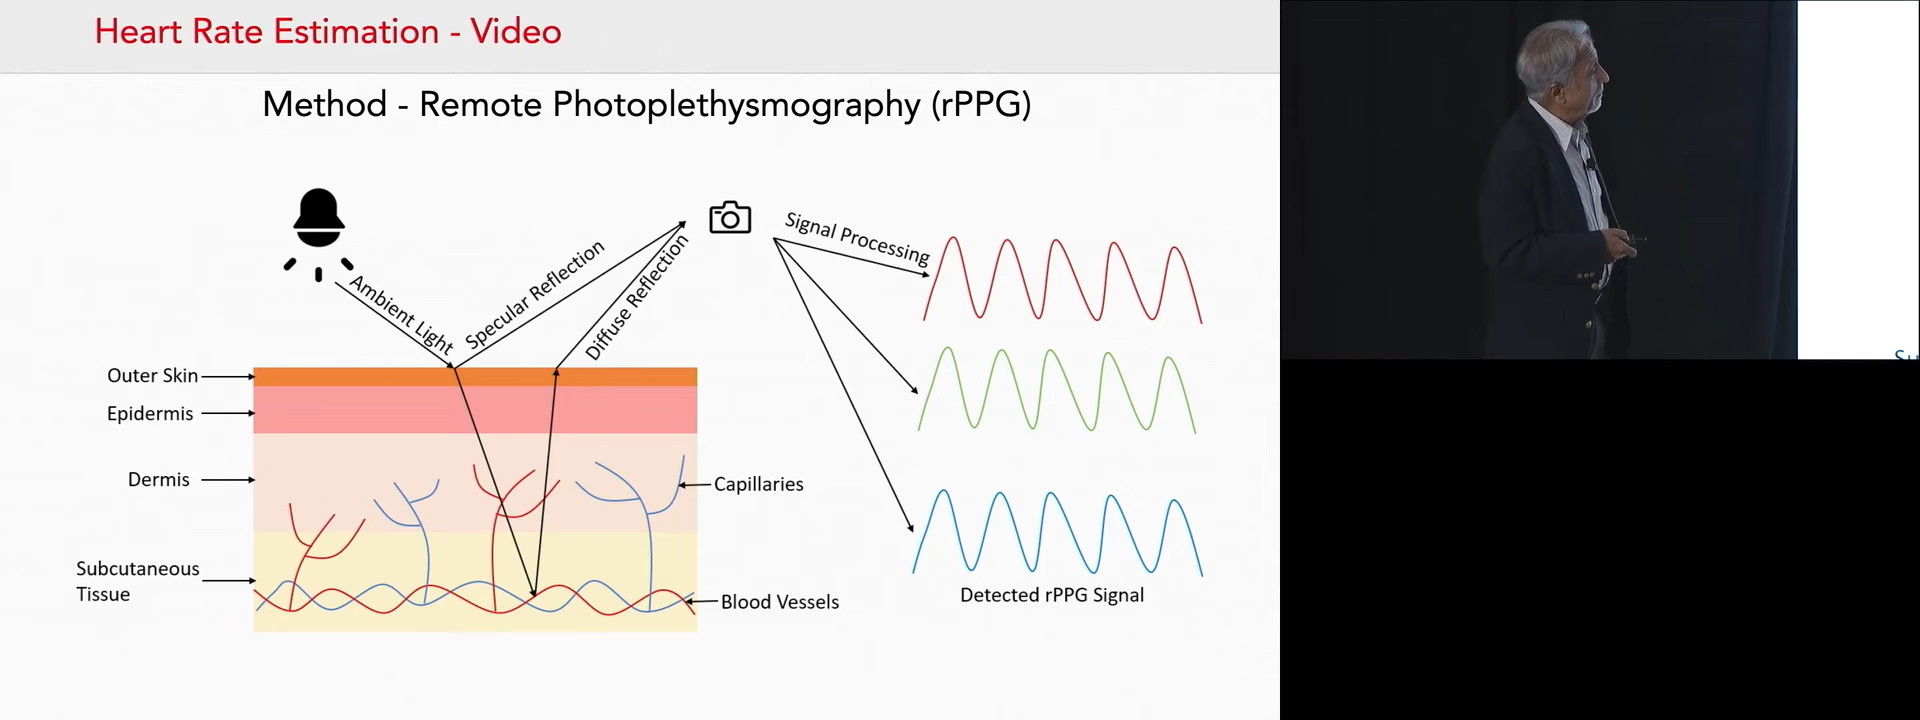 Heart Rate Estimation - Video
Method - Remote Photoplethysmography (rPPG)
Signal Processing
Ambient Light
Specular Reflection
Diffuse Reflection
Outer Skin
Epidermis
Dermis
Capillaries
Subcutaneous
Tissue
Blood Vessels
Detected rPPG Signal